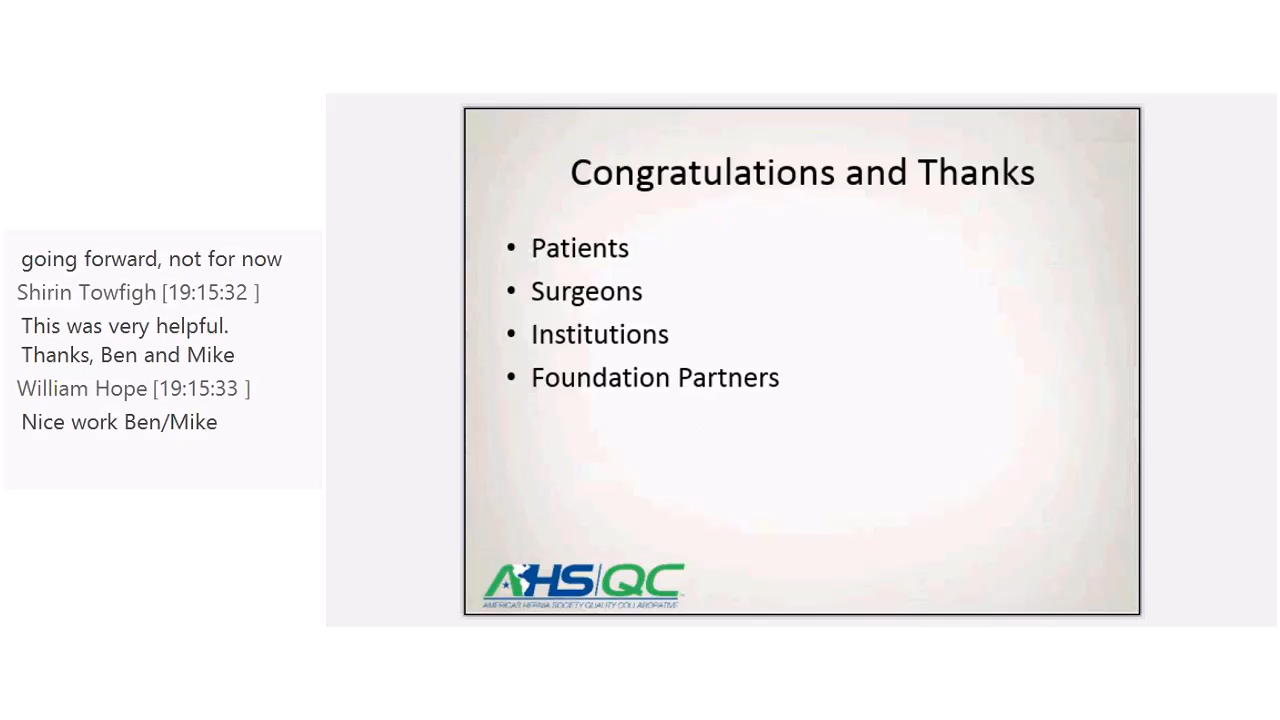 going forward, not for now
Shirin Towfigh [19:15:32 ]
This was very helpful.
Thanks, Ben and Mike
William Hope [19:15:33 ]
Nice work Ben/Mike
Congratulations and Thanks
• Patients
• Surgeons
• Institutions
• Foundation Partners
AHS|QC
AMERICAS HERNIA SOCIETY QUALITY COLLABORATIVE